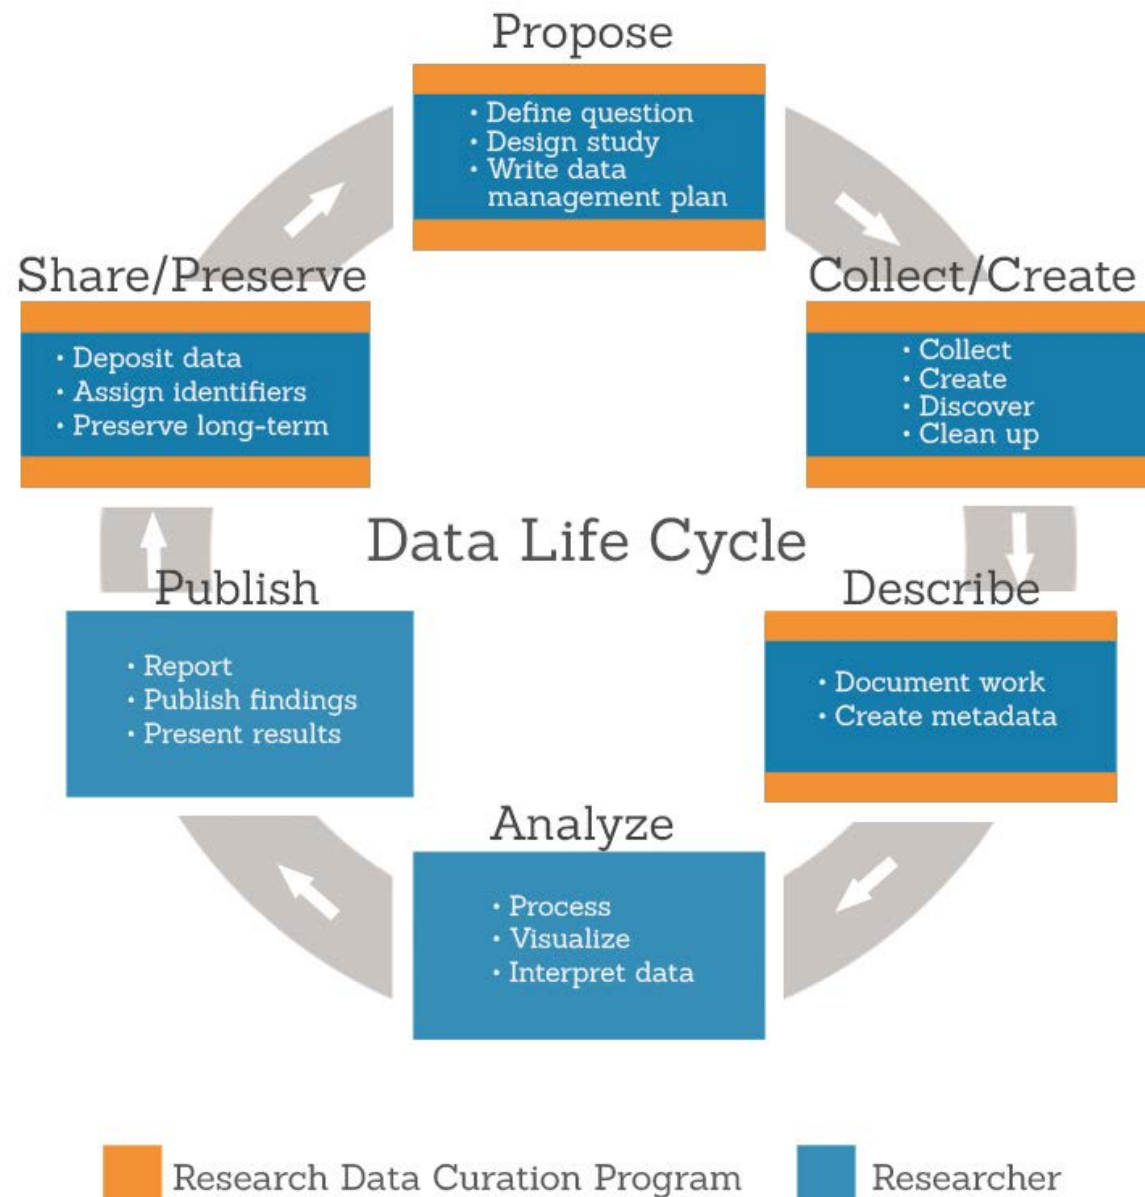 Propose
• Define question
• Design study
• Write data
management plan
Collect/Create
• Collect
• Create
• Discover
• Clean up
Describe
• Document work
• Create metadata
Analyze
• Process
• Visualize
• Interpret data
Publish
• Report
• Publish findings
• Present results
Share/Preserve
• Deposit data
• Assign identifiers
• Preserve long-term
Data Life Cycle
Research Data Curation Program
Researcher